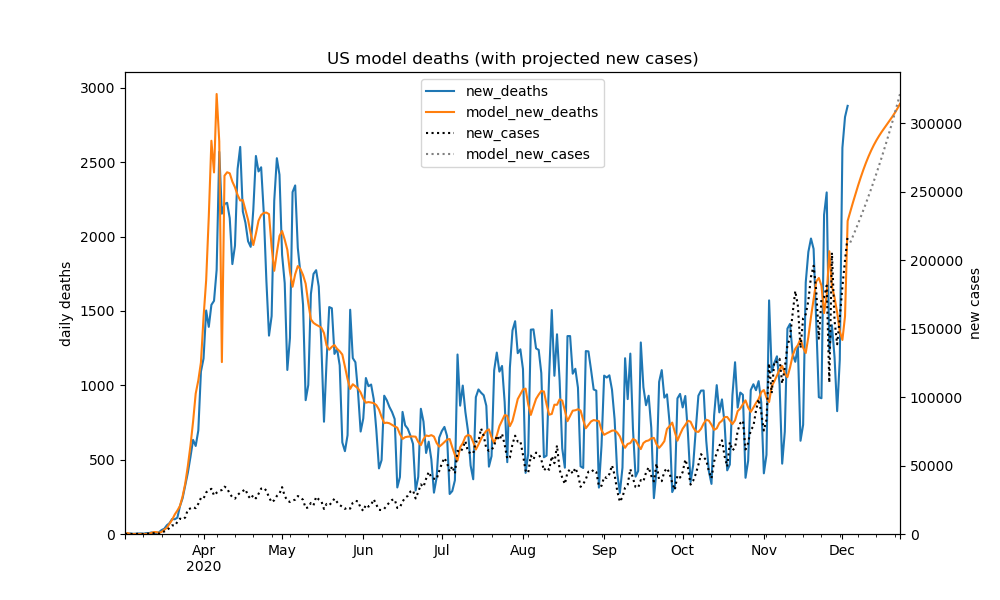 US model deaths (with projected new cases)
new_deaths
model_new_deaths
new_cases
model_new_cases
daily deaths
3000
2500
2000
1500
1000
500
0
new cases
300000
250000
200000
150000
100000
50000
0
Apr
2020
May
Jun
Jul
Aug
Sep
Oct
Nov
Dec